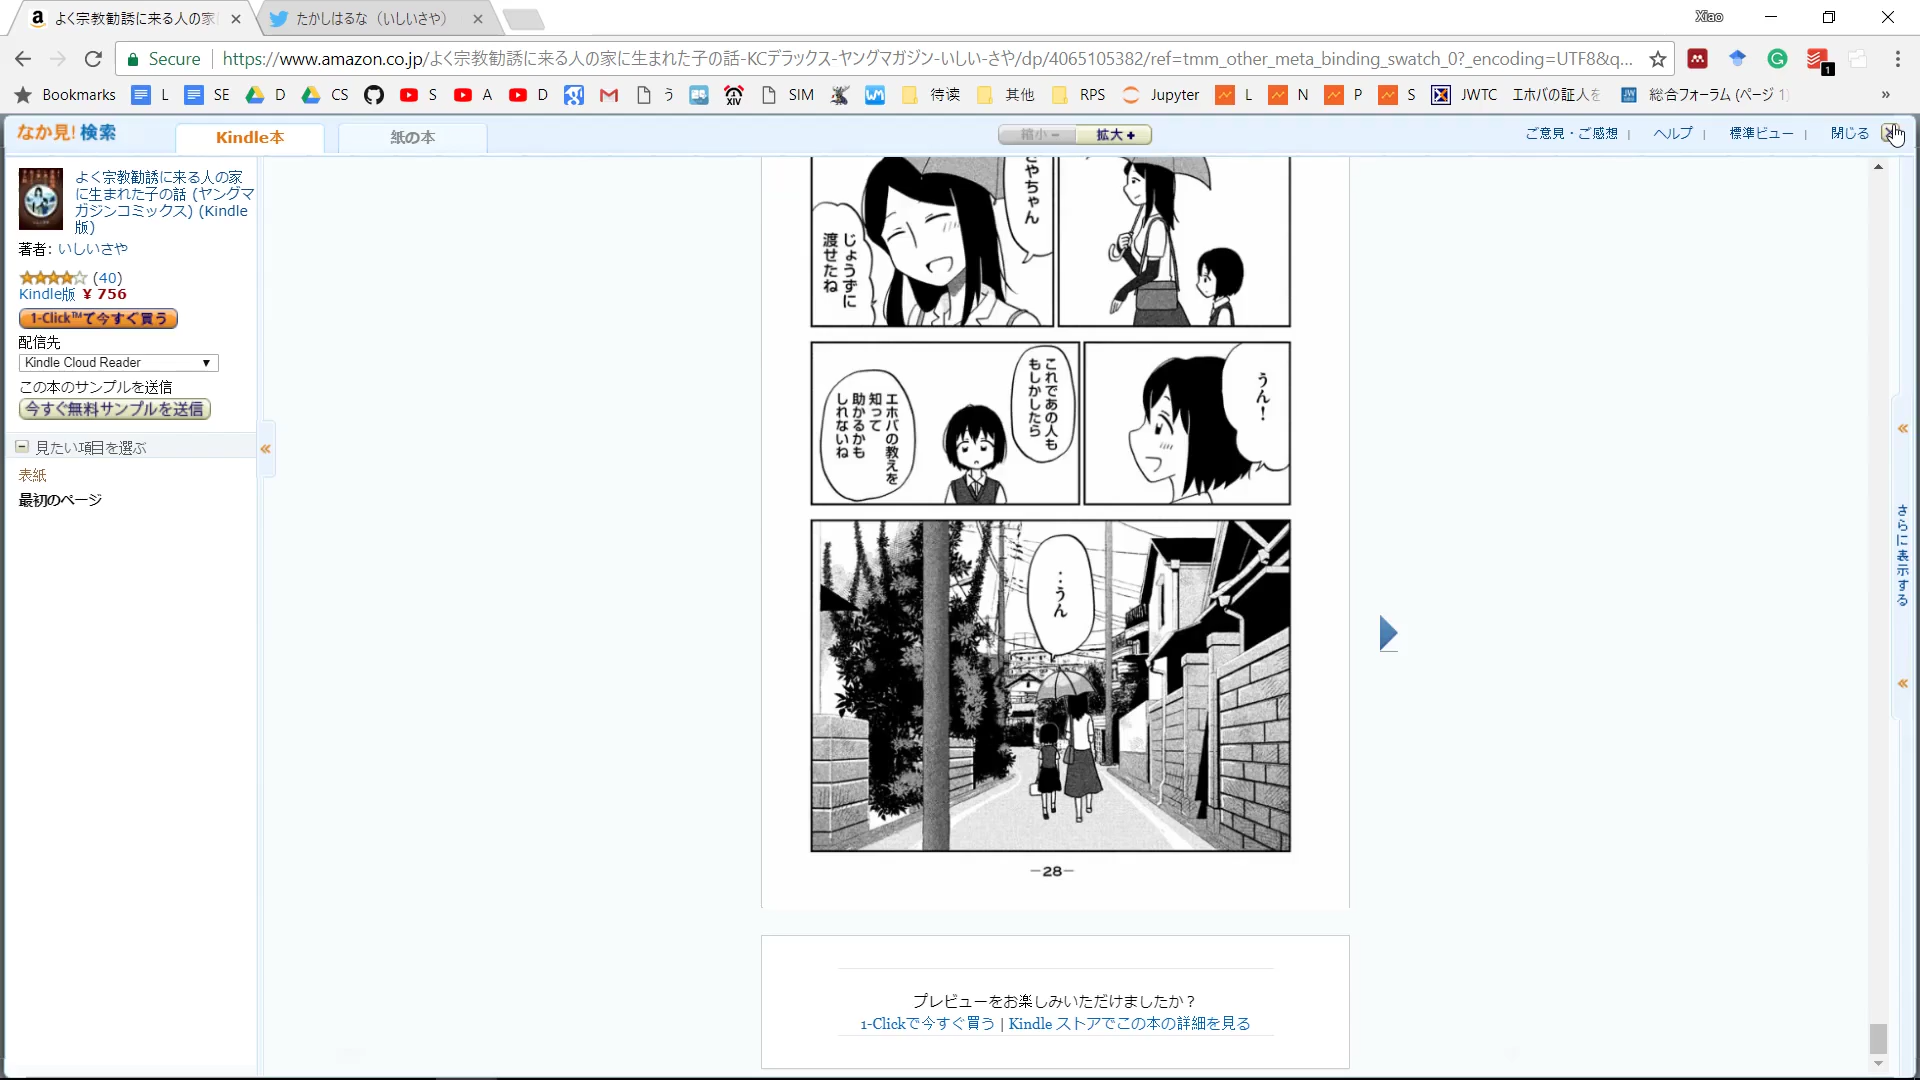 よく宗教勧誘に来る人の家
たかしはるな（いしいさや）
Xiao
Secure
https://www.amazon.co.jp/よく宗教勧誘に来る人の家に生まれた子の話-KCデラックス-ヤングマガジン-いしい-さや/dp/4065105382/ref=tmm_other_meta_binding_swatch_0?_encoding=UTF8&q...
1
Bookmarks L SE D CS S A D う SIM 待读 其他 RPS Jupyter L N P S JWTC エホバの証人を 総合フォーラム (ページ 1) »
なか見!検索
Kindle本
紙の本
縮小 −
拡大 +
ご意見・ご感想 |
ヘルプ |
標準ビュー |
閉じる
よく宗教勧誘に来る人の家
に生まれた子の話 (ヤングマ
ガジンコミックス) (Kindle
版)
著者: いしいさや
(40)
Kindle版 ¥ 756
1-Click™で今すぐ買う
配信先
Kindle Cloud Reader
この本のサンプルを送信
今すぐ無料サンプルを送信
見たい項目を選ぶ
表紙
最初のページ
さらに表示する
やちゃん
じょうずに
渡せたね
うん！
これであの人も
もしかしたら
エホバの教えを
知って
助かるかも
しれないね
…うん
−28−
プレビューをお楽しみいただけましたか？
1-Clickで今すぐ買う | Kindle ストアでこの本の詳細を見る